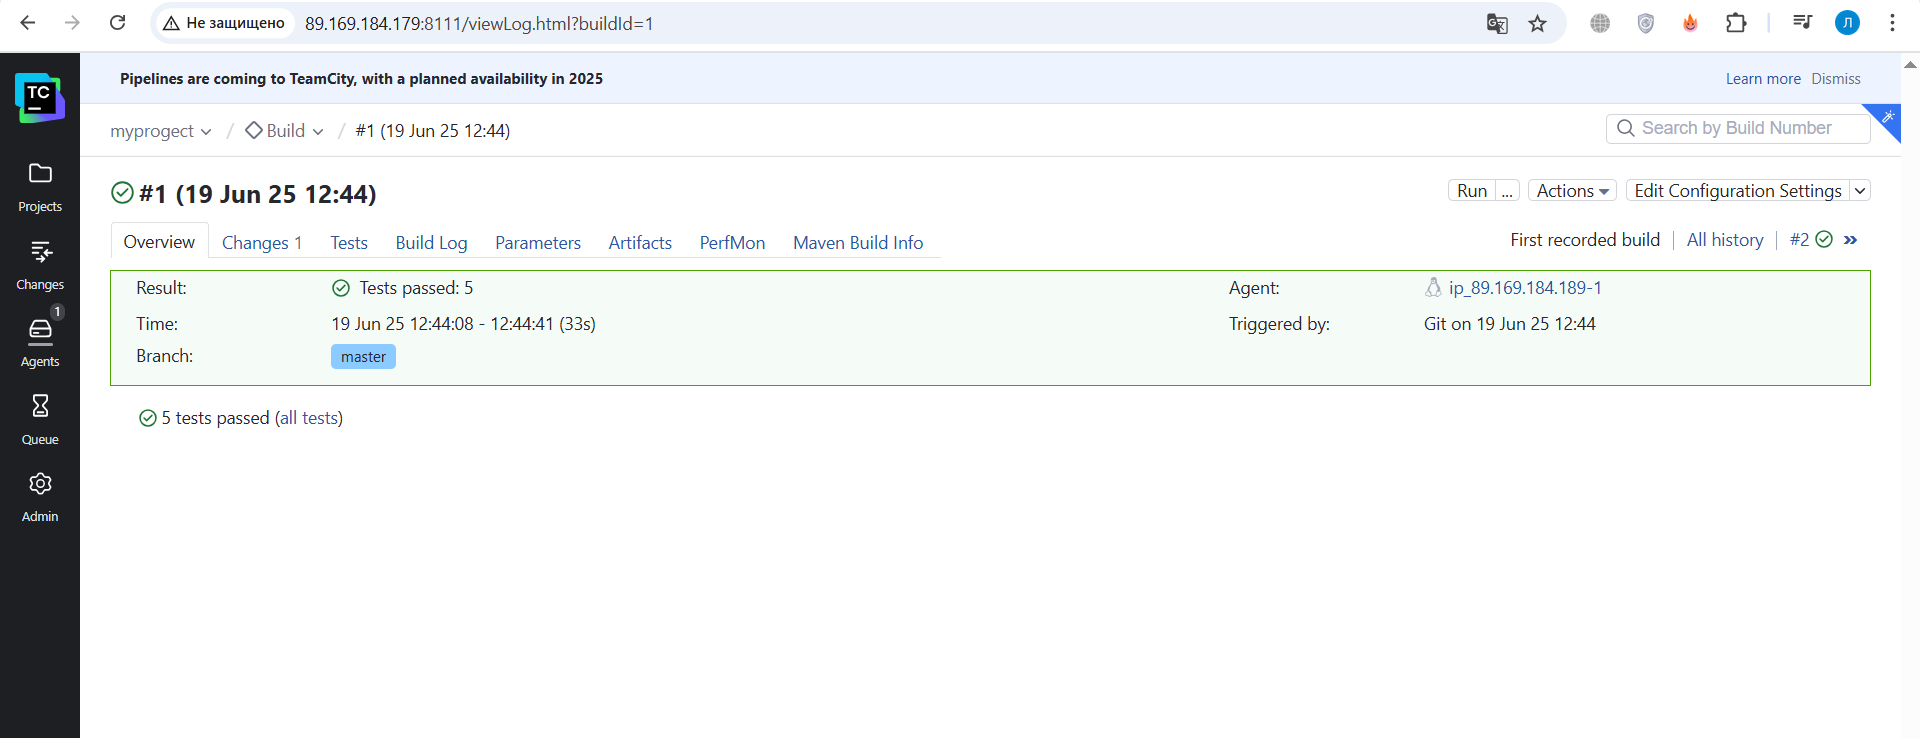 Не защищено 89.169.184.179:8111/viewLog.html?buildId=1 Л
TC
Pipelines are coming to TeamCity, with a planned availability in 2025 Learn more Dismiss
myprogect / Build / #1 (19 Jun 25 12:44) Search by Build Number
#1 (19 Jun 25 12:44) Run ... Actions Edit Configuration Settings
Overview Changes 1 Tests Build Log Parameters Artifacts PerfMon Maven Build Info First recorded build All history #2 »
Result: Tests passed: 5 Agent: ip_89.169.184.189-1
Time: 19 Jun 25 12:44:08 - 12:44:41 (33s) Triggered by: Git on 19 Jun 25 12:44
Branch: master
5 tests passed (all tests)
Projects
Changes
1
Agents
Queue
Admin